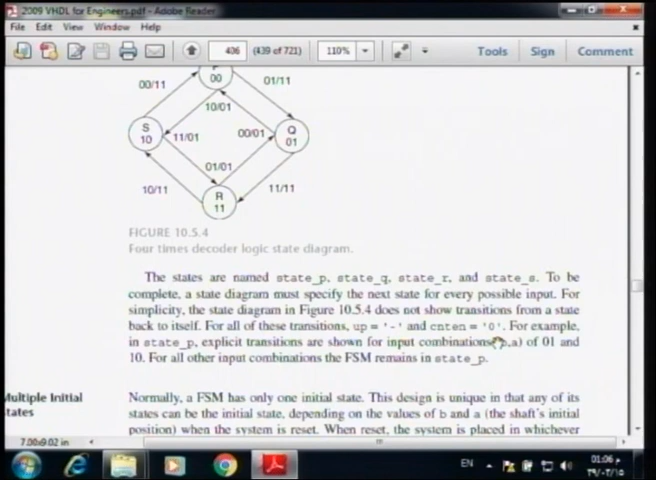 2009 VHDL for Engineers.pdf - Adobe Reader
File Edit View Window Help
406 (439 of 721) 110% Tools Sign Comment
00
00/11
01/11
10/01
S
10
11/01
00/01
Q
01
01/01
10/11
R
11
11/11
FIGURE 10.5.4
Four times decoder logic state diagram.
The states are named state_p, state_q, state_r, and state_s. To be
complete, a state diagram must specify the next state for every possible input. For
simplicity, the state diagram in Figure 10.5.4 does not show transitions from a state
back to itself. For all of these transitions, up = '-' and cnten = '0'. For example,
in state_p, explicit transitions are shown for input combinations ,a) of 01 and
10. For all other input combinations the FSM remains in state_p.
Multiple Initial
States
Normally, a FSM has only one initial state. This design is unique in that any of its
states can be the initial state, depending on the values of b and a (the shaft's initial
position) when the system is reset. When reset, the system is placed in whichever
7.00x9.02 in
EN
01:06 م